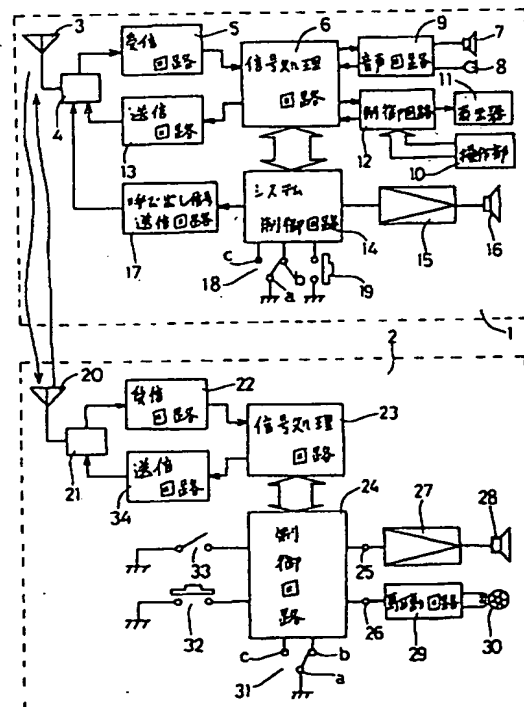 3
5
6
9
7
受信
回路
信号処理
回路
音声回路
8
11
4
送信
回路
制御回路
着呼器
13
12
10
操作部
呼び出し信号
送信回路
システム
制御回路
17
14
15
16
c
18
a
b
19
1
2
20
22
受信
回路
23
信号処理
回路
21
送信
回路
34
24
27
28
33
制
御
回
路
25
26
駆動回路
32
29
30
c
b
31
a